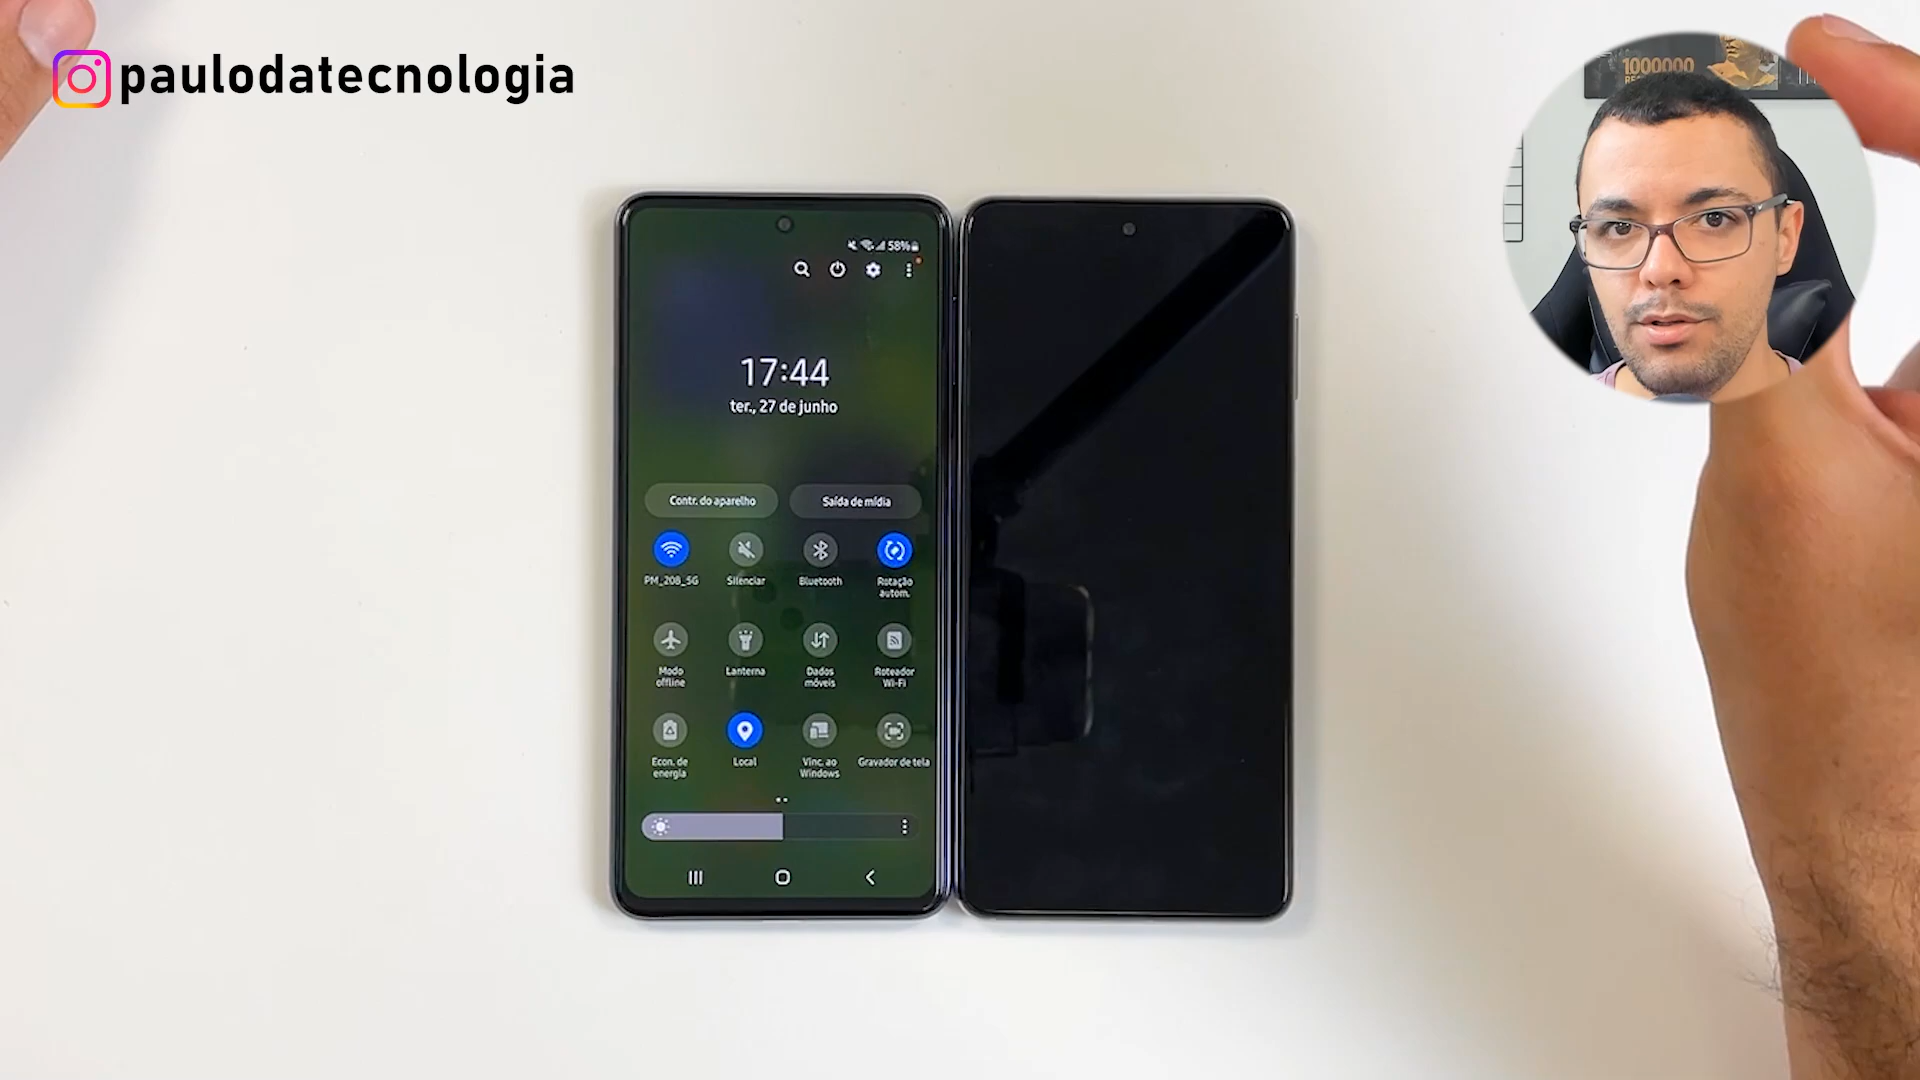 paulodatecnologia
1000000
58%
17:44
ter., 27 de junho
Contr. do aparelho
Saída de mídia
PM_208_5G
Silenciar
Bluetooth
Rotação
autom.
Modo
offline
Lanterna
Dados
móveis
Roteador
Wi-Fi
Econ. de
energia
Local
Vinc. ao
Windows
Gravador de tela